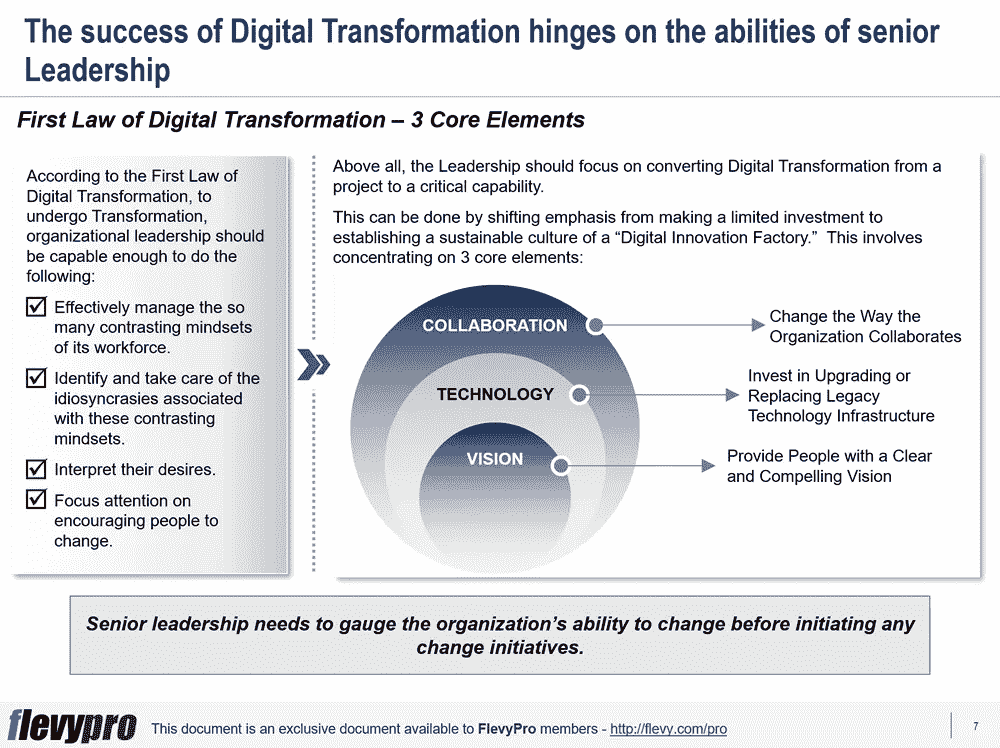 The success of Digital Transformation hinges on the abilities of senior
Leadership
First Law of Digital Transformation – 3 Core Elements
According to the First Law of
Digital Transformation, to
undergo Transformation,
organizational leadership should
be capable enough to do the
following:
Effectively manage the so
many contrasting mindsets
of its workforce.
Identify and take care of the
idiosyncrasies associated
with these contrasting
mindsets.
Interpret their desires.
Focus attention on
encouraging people to
change.
Above all, the Leadership should focus on converting Digital Transformation from a
project to a critical capability.
This can be done by shifting emphasis from making a limited investment to
establishing a sustainable culture of a “Digital Innovation Factory.” This involves
concentrating on 3 core elements:
COLLABORATION
Change the Way the
Organization Collaborates
TECHNOLOGY
Invest in Upgrading or
Replacing Legacy
Technology Infrastructure
VISION
Provide People with a Clear
and Compelling Vision
Senior leadership needs to gauge the organization’s ability to change before initiating any
change initiatives.
flevypro
This document is an exclusive document available to FlevyPro members - http://flevy.com/pro
7